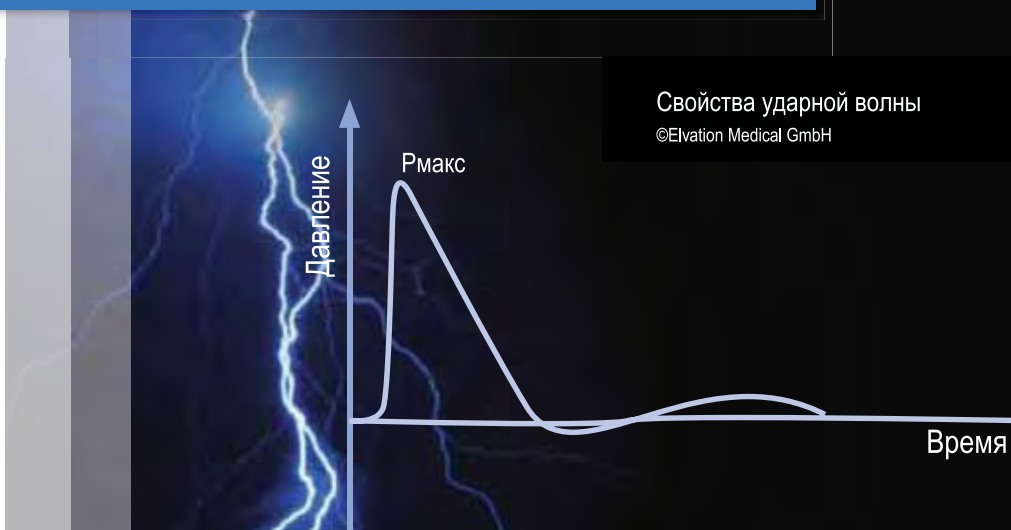 Свойства ударной волны
©Elvation Medical GmbH
Рмакс
Давление
Время